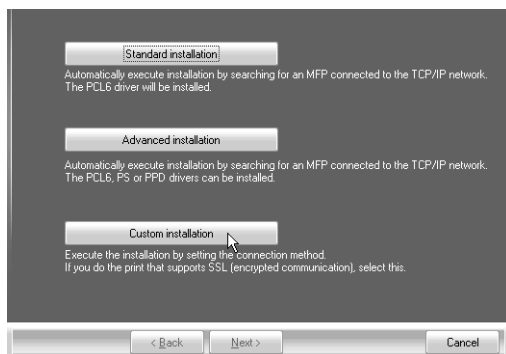 Standard installation
Automatically execute installation by searching for an MFP connected to the TCP/IP network.
The PCL6 driver will be installed.
Advanced installation
Automatically execute installation by searching for an MFP connected to the TCP/IP network.
The PCL6, PS or PPD drivers can be installed.
Custom installation
Execute the installation by setting the connection method.
If you do the print that supports SSL (encrypted communication), select this.
< Back Next > Cancel